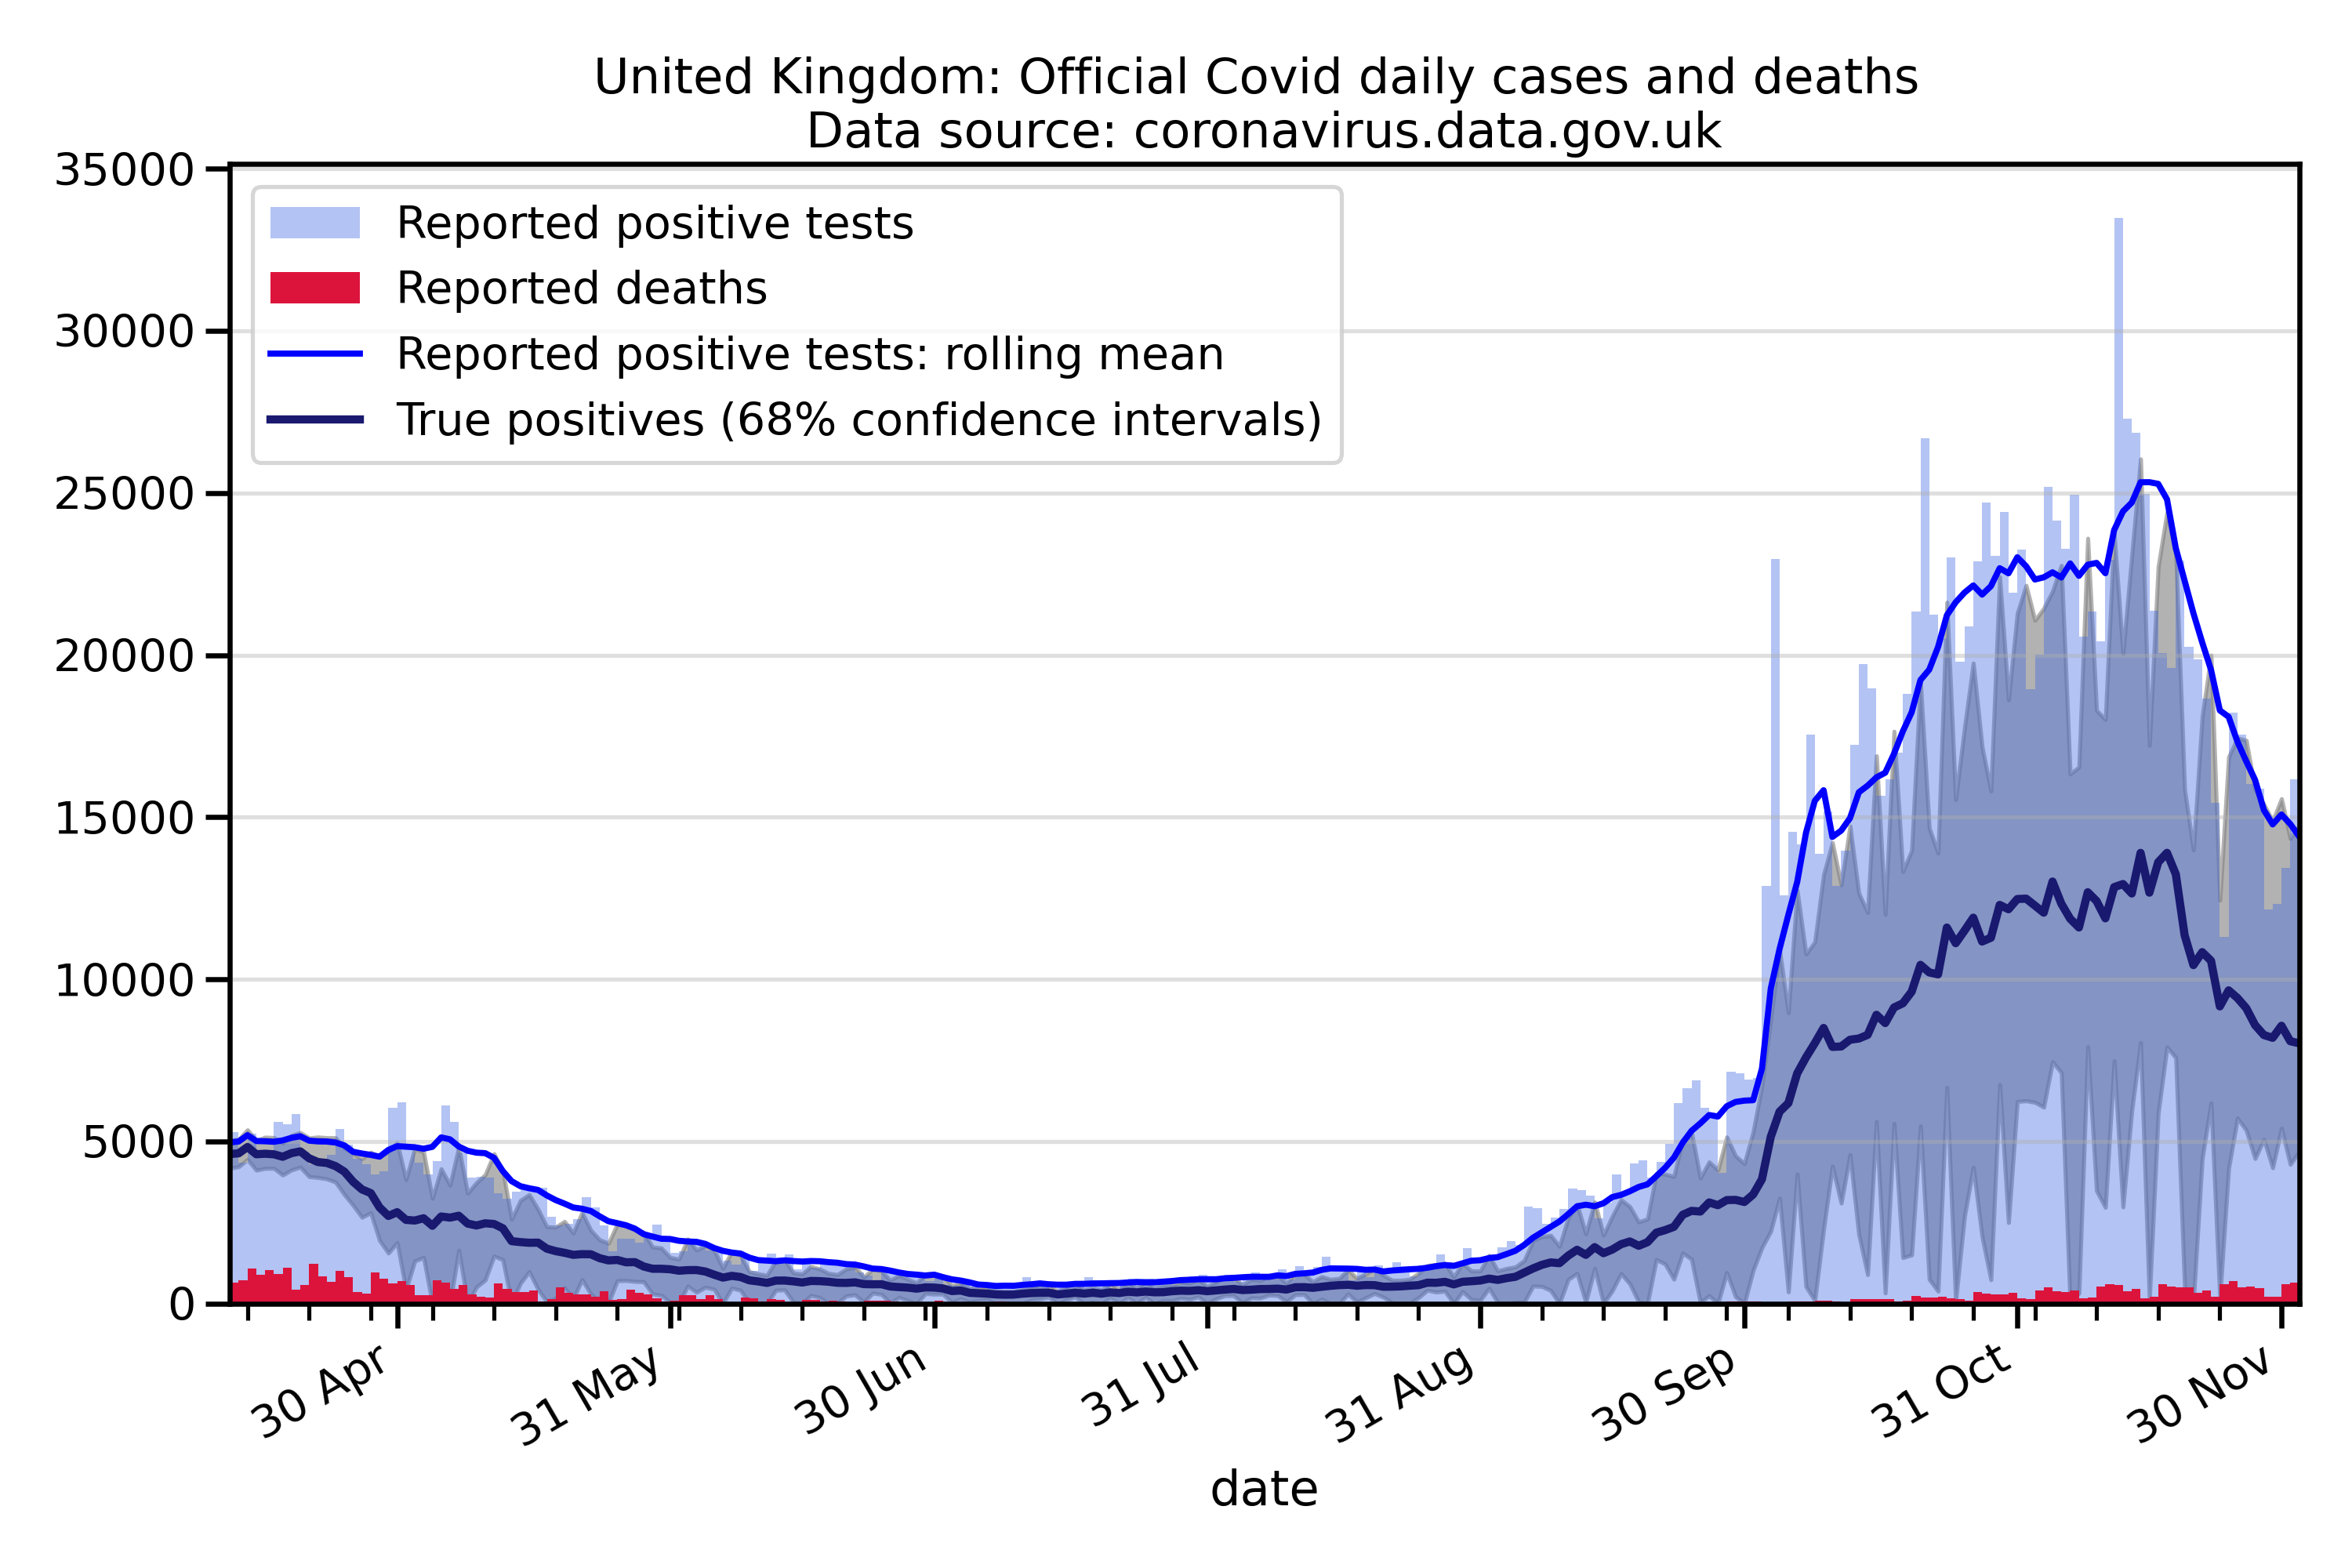 United Kingdom: Official Covid daily cases and deaths
Data source: coronavirus.data.gov.uk
35000
30000
25000
20000
15000
10000
5000
0
Reported positive tests
Reported deaths
Reported positive tests: rolling mean
True positives (68% confidence intervals)
30 Apr
31 May
30 Jun
31 Jul
31 Aug
30 Sep
31 Oct
30 Nov
date